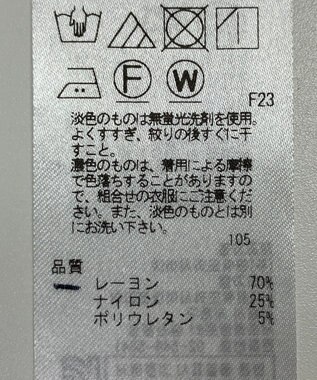 F
W
F23
淡色のものは無蛍光洗剤を使用。
よくすすぎ、絞りの後すぐに干
すこと。
濃色のものは、着用による摩擦
で色落ちすることがありますの
で、組合せの衣服にご注意くださ
い。また、淡色のものとは別
にお洗い下さい。
105
品質
レーヨン 70%
ナイロン 25%
ポリウレタン 5%